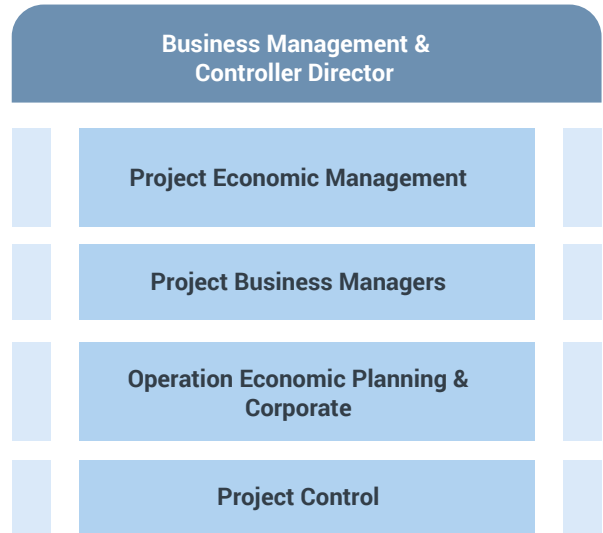 Business Management &
Controller Director
Project Economic Management
Project Business Managers
Operation Economic Planning &
Corporate
Project Control